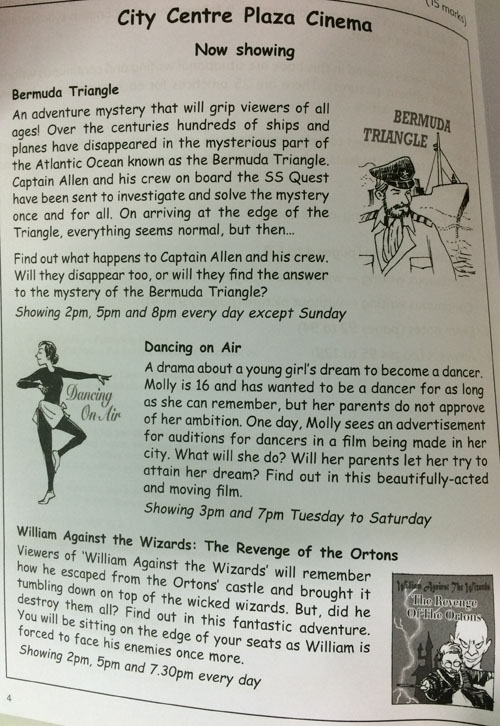 (15 marks)
City Centre Plaza Cinema
Now showing
Bermuda Triangle
An adventure mystery that will grip viewers of all
ages! Over the centuries hundreds of ships and
planes have disappeared in the mysterious part of
the Atlantic Ocean known as the Bermuda Triangle.
Captain Allen and his crew on board the SS Quest
have been sent to investigate and solve the mystery
once and for all. On arriving at the edge of the
Triangle, everything seems normal, but then...
BERMUDA
TRIANGLE
Find out what happens to Captain Allen and his crew.
Will they disappear too, or will they find the answer
to the mystery of the Bermuda Triangle?
Showing 2pm, 5pm and 8pm every day except Sunday
Dancing
On Air
Dancing on Air
A drama about a young girl's dream to become a dancer.
Molly is 16 and has wanted to be a dancer for as long
as she can remember, but her parents do not approve
of her ambition. One day, Molly sees an advertisement
for auditions for dancers in a film being made in her
city. What will she do? Will her parents let her try to
attain her dream? Find out in this beautifully-acted
and moving film.
Showing 3pm and 7pm Tuesday to Saturday
William Against the Wizards: The Revenge of the Ortons
Viewers of 'William Against the Wizards' will remember
how he escaped from the Ortons' castle and brought it
tumbling down on top of the wicked wizards. But, did he
destroy them all? Find out in this fantastic adventure.
You will be sitting on the edge of your seats as William is
forced to face his enemies once more.
Showing 2pm, 5pm and 7.30pm every day
William Against The Wizards
The Revenge
Of The Ortons
4